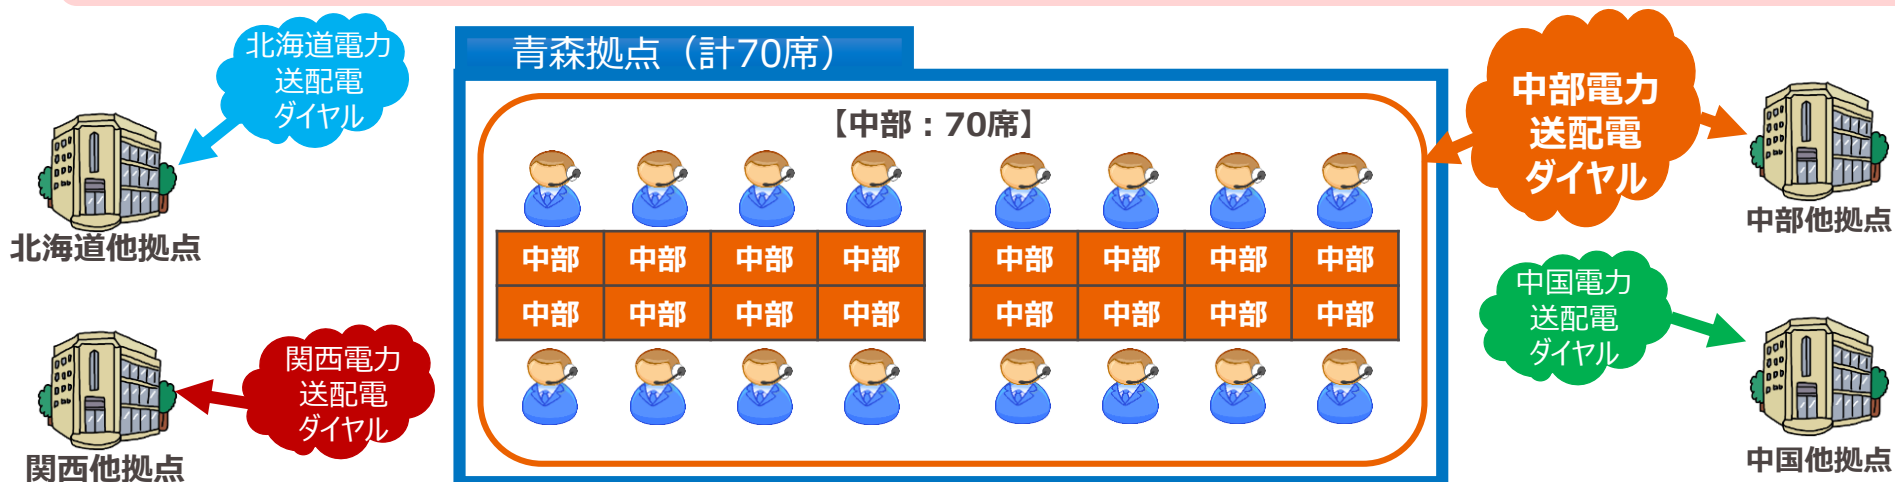 北海道電力
送配電
ダイヤル
北海道他拠点
関西電力
送配電
ダイヤル
関西他拠点
青森拠点（計70席）
【中部：70席】
中部 中部 中部 中部 中部 中部 中部 中部
中部 中部 中部 中部 中部 中部 中部 中部
中部電力
送配電
ダイヤル
中部他拠点
中国電力
送配電
ダイヤル
中国他拠点